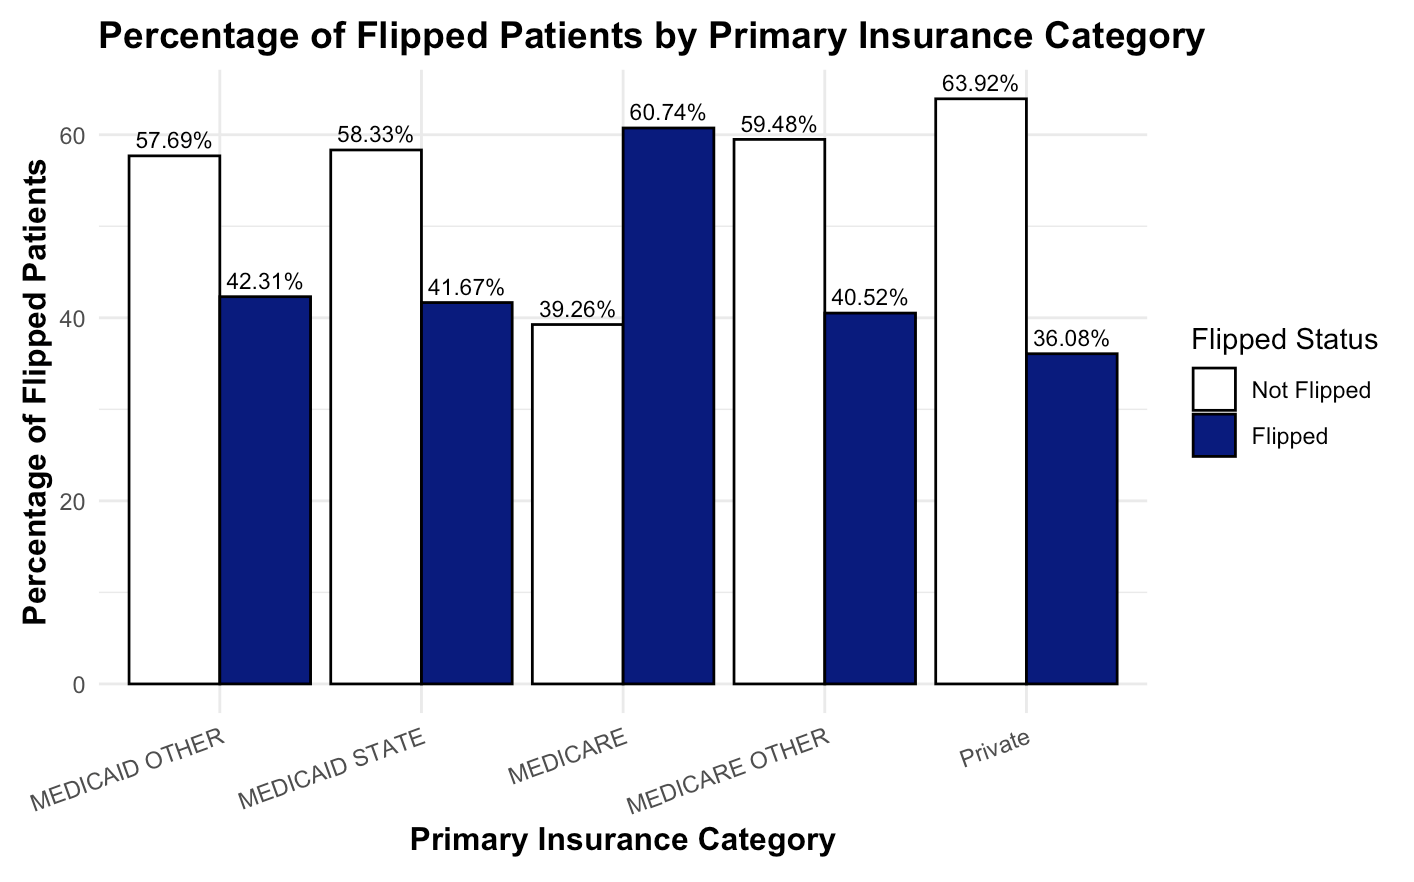 Percentage of Flipped Patients by Primary Insurance Category
Percentage of Flipped Patients
60
40
20
0
57.69%
42.31%
58.33%
41.67%
39.26%
60.74%
59.48%
40.52%
63.92%
36.08%
MEDICAID OTHER
MEDICAID STATE
MEDICARE
MEDICARE OTHER
Private
Primary Insurance Category
Flipped Status
Not Flipped
Flipped